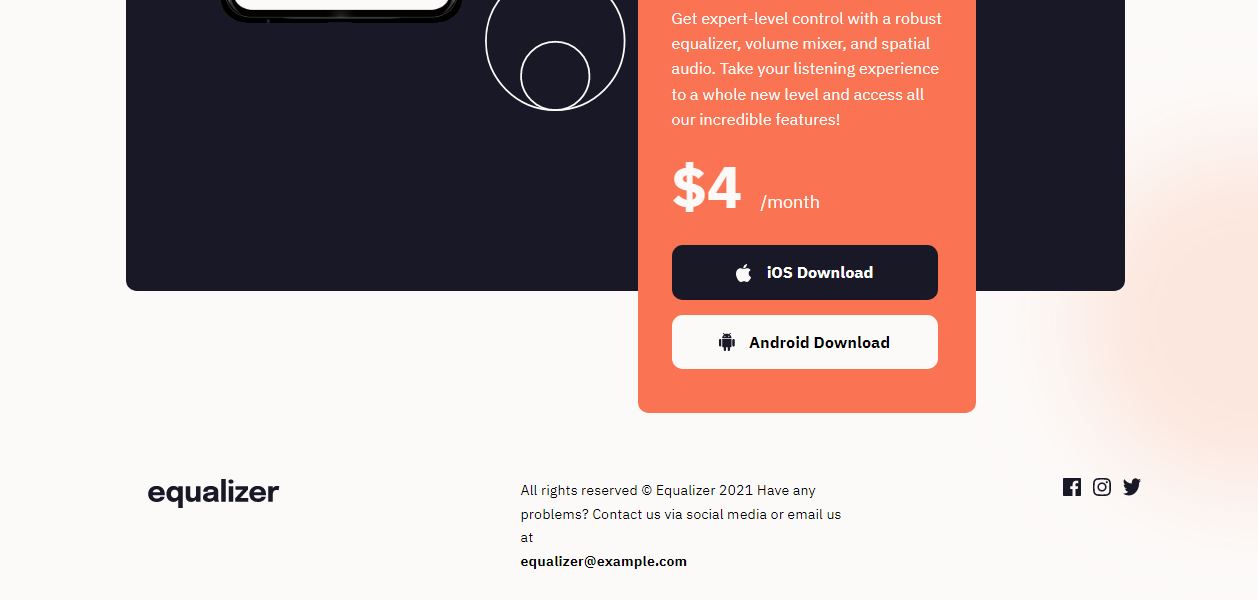 Get expert-level control with a robust
equalizer, volume mixer, and spatial
audio. Take your listening experience
to a whole new level and access all
our incredible features!
$4 /month
iOS Download
Android Download
equalizer
All rights reserved © Equalizer 2021 Have any
problems? Contact us via social media or email us
at
equalizer@example.com